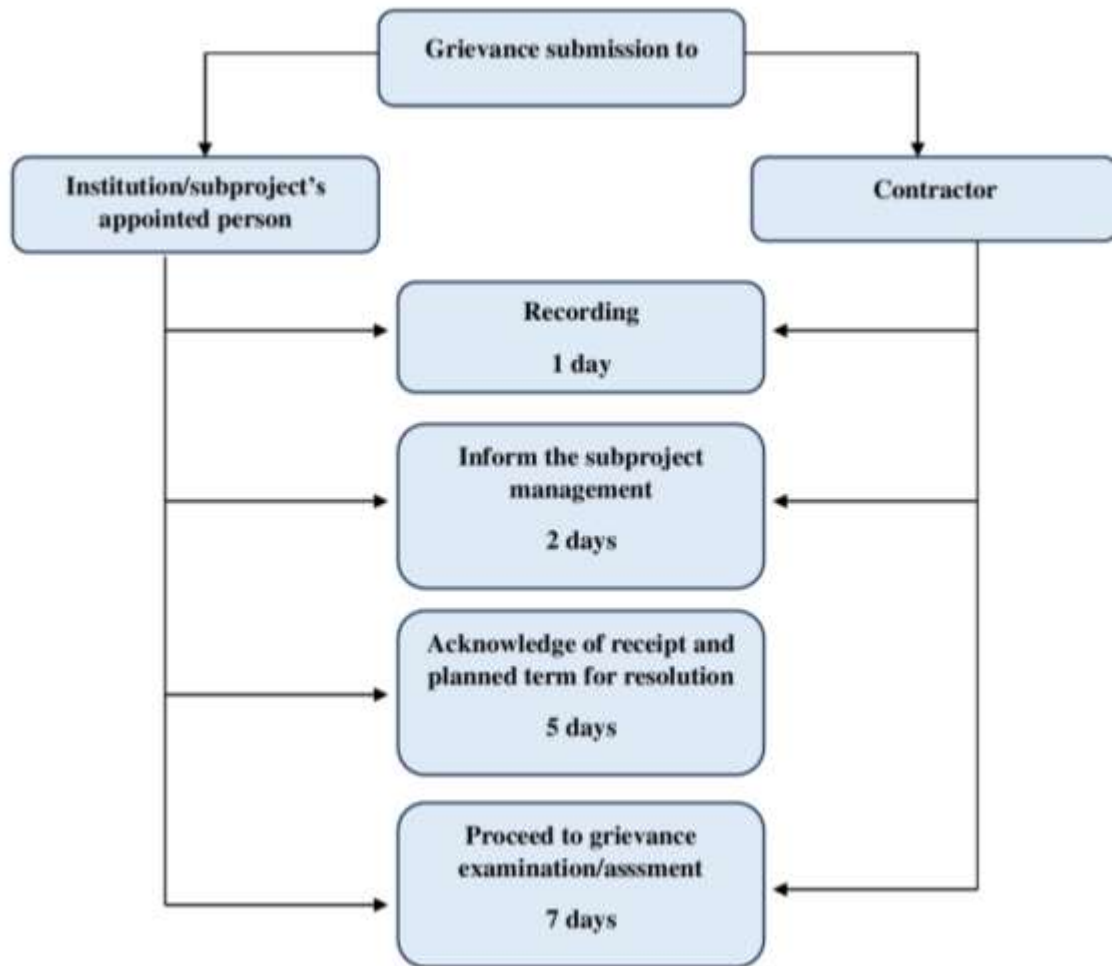 Grievance submission to
Institution/subproject’s
appointed person
Contractor
Recording
1 day
Inform the subproject
management
2 days
Acknowledge of receipt and
planned term for resolution
5 days
Proceed to grievance
examination/asssment
7 days